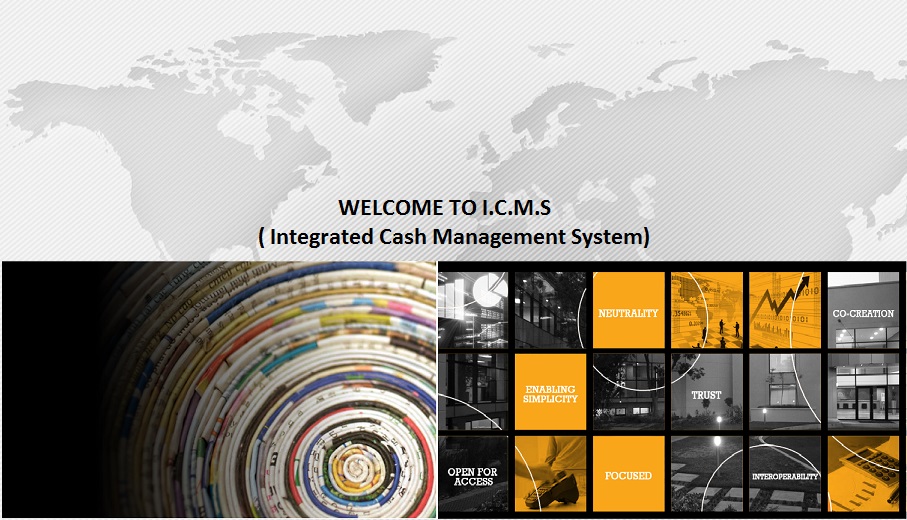 WELCOME TO I.C.M.S
( Integrated Cash Management System)
NEUTRALITY
CO-CREATION
ENABLING
SIMPLICITY
TRUST
OPEN FOR
ACCESS
FOCUSED
INTEROPERABILITY